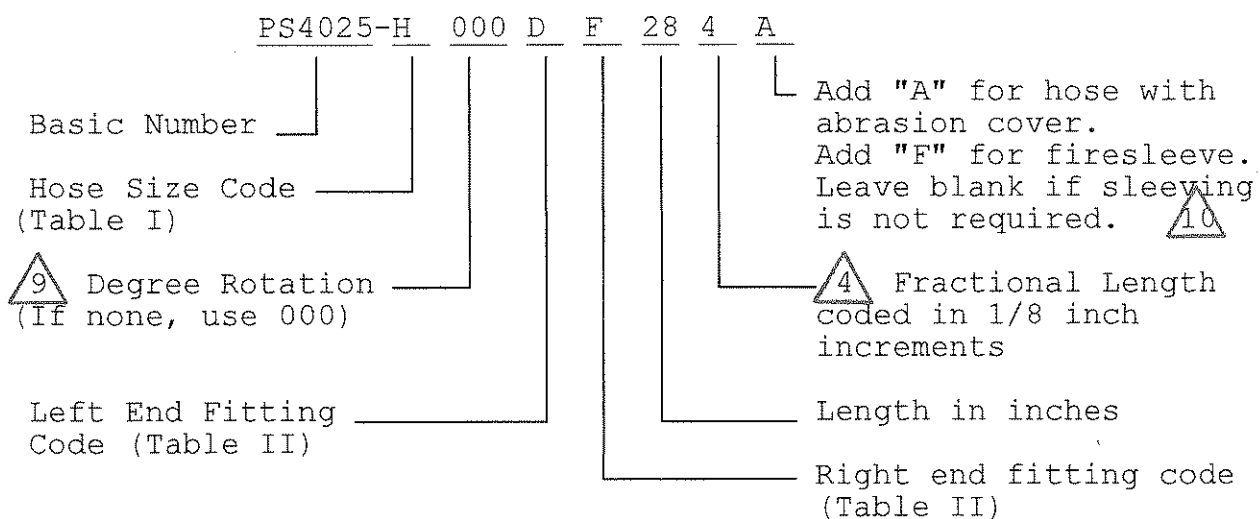 PS4025-H 000 D F 28 4 A
Basic Number
Hose Size Code
(Table I)
9 Degree Rotation
(If none, use 000)
Left End Fitting
Code (Table II)
Add "A" for hose with
abrasion cover.
Add "F" for firesleeve.
Leave blank if sleeving
is not required. 10
4 Fractional Length
coded in 1/8 inch
increments
Length in inches
Right end fitting code
(Table II)